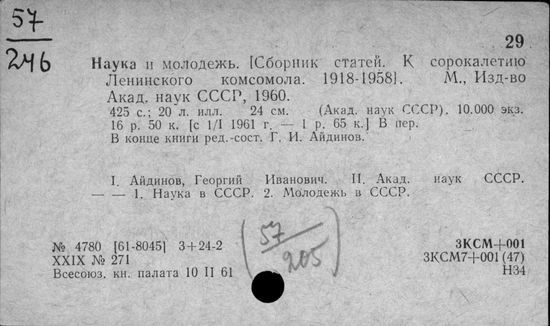 57
246
29
Наука и молодежь. [Сборник статей. К сорокалетию
Ленинского комсомола. 1918-1958]. М., Изд-во
Акад. наук СССР, 1960.
425 с.; 20 л. илл. 24 см. (Акад. наук СССР). 10.000 экз.
16 р. 50 к. [с 1/I 1961 г. — 1 р. 65 к.] В пер.
В конце книги ред.-сост. Г. И. Айдинов.
I. Айдинов, Георгий Иванович. II. Акад. наук СССР.
— — 1. Наука в СССР. 2. Молодежь в СССР.
57
205
№ 4780 [61-8045] 3+24-2
XXIX № 271
Всесоюз. кн. палата 10 II 61
3КСМ+001
3КСМ7+001(47)
Н34